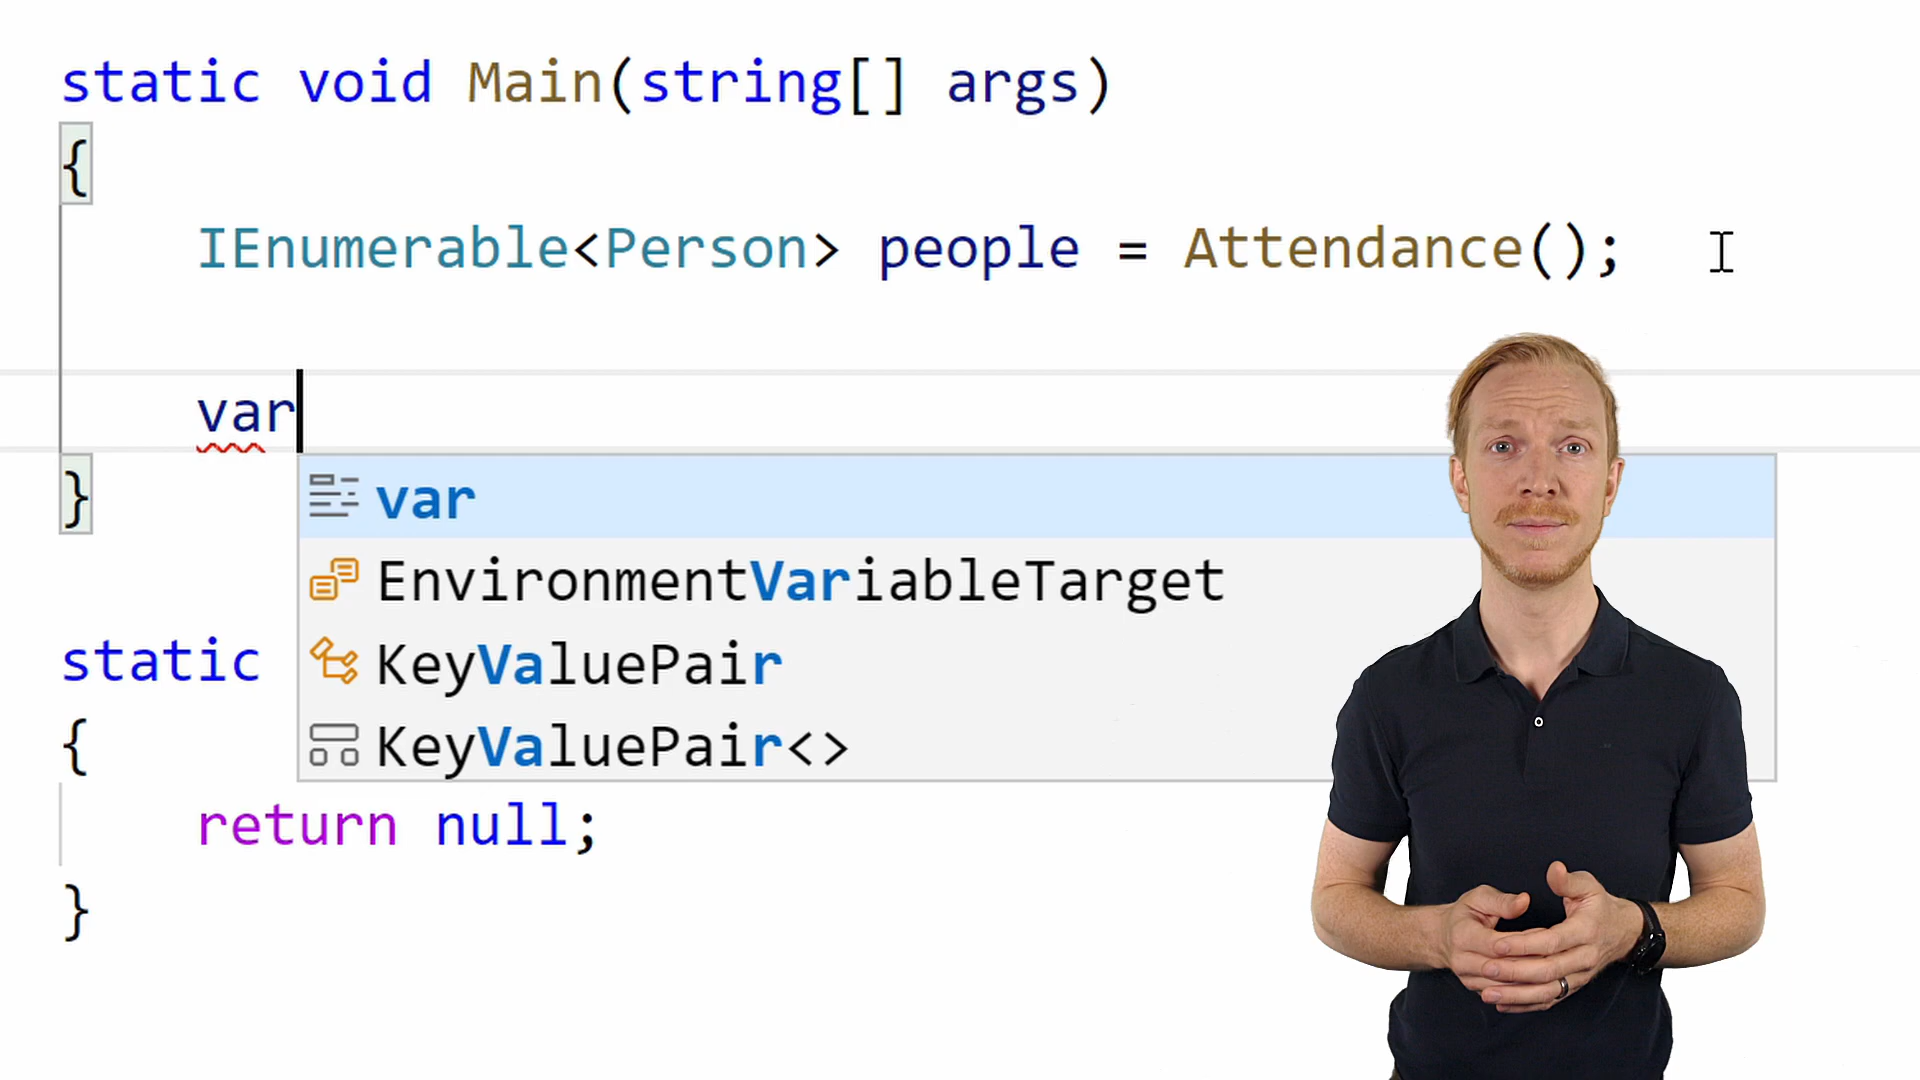 static void Main(string[] args)
{
IEnumerable<Person> people = Attendance();
var
}
var
EnvironmentVariableTarget
KeyValuePair
KeyValuePair<>
static
{
return null;
}